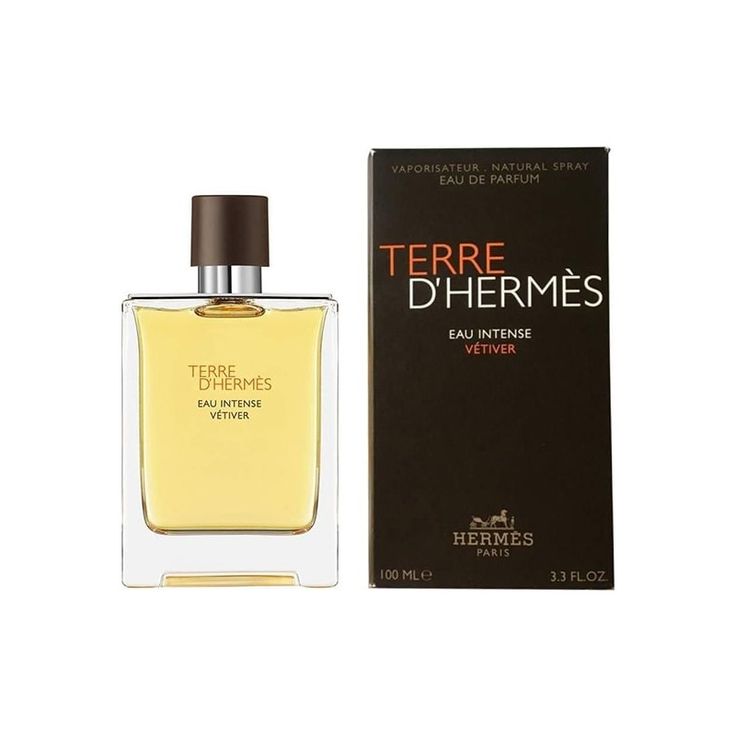 TERRE
D'HERMÈS
EAU INTENSE
VÉTIVER
VAPORISATEUR . NATURAL SPRAY
EAU DE PARFUM
TERRE
D'HERMÈS
EAU INTENSE
VÉTIVER
HERMÈS
PARIS
100 ML ℮
3.3 FL.OZ.